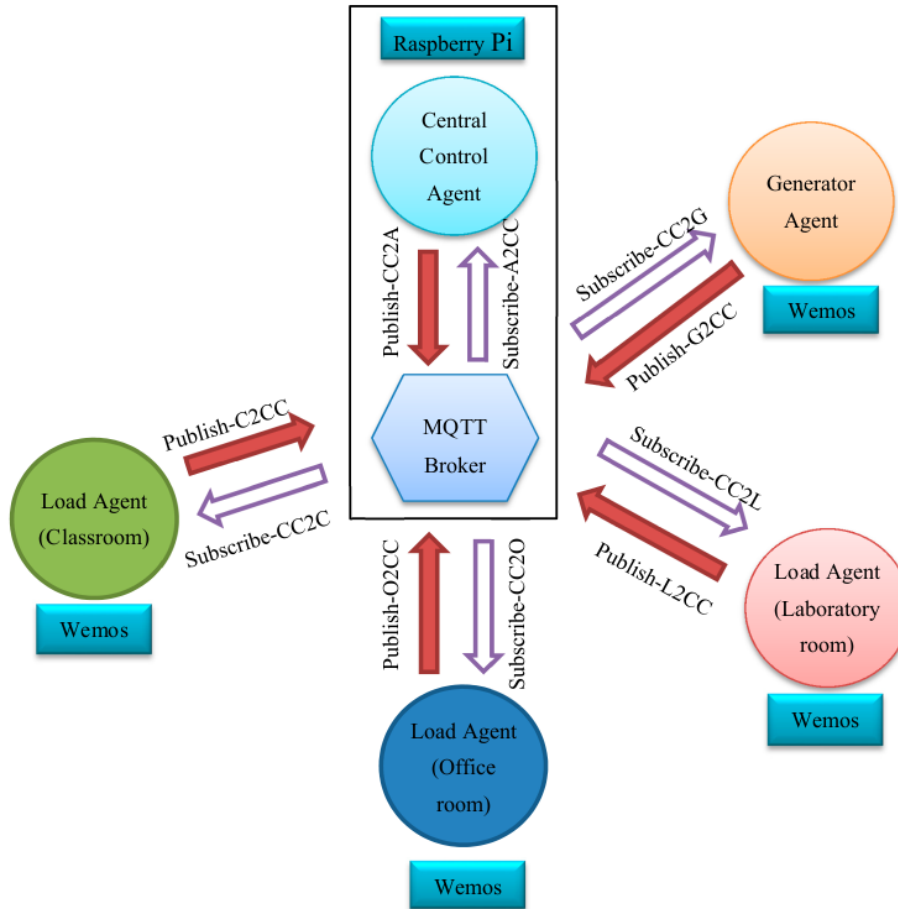 Raspberry Pi
Central
Control
Agent
Publish-CC2A
Subscribe-A2CC
Generator
Agent
Wemos
Subscribe-CC2G
Publish-G2CC
MQTT
Broker
Publish-C2CC
Subscribe-CC2C
Load Agent
(Classroom)
Wemos
Subscribe-CC2L
Publish-L2CC
Load Agent
(Laboratory
room)
Wemos
Publish-O2CC
Subscribe-CC2O
Load Agent
(Office
room)
Wemos